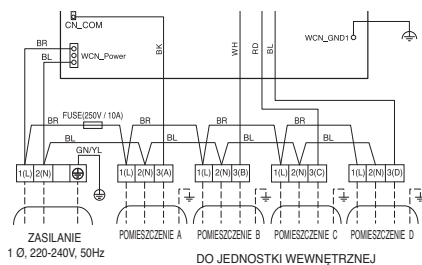 CN_COM
BR
WCN_Power
BL
BK
WH
RD
BL
WCN_GND1
BR
FUSE(250V / 10A)
BR
BR
BR
BL
BL
BL
BL
GN/YL
1(L) 2(N)
1(L) 2(N) 3(A)
1(L) 2(N) 3(B)
1(L) 2(N) 3(C)
1(L) 2(N) 3(D)
ZASILANIE
1 Ø, 220-240V, 50Hz
POMIESZCZENIE A
POMIESZCZENIE B
POMIESZCZENIE C
POMIESZCZENIE D
DO JEDNOSTKI WEWNĘTRZNEJ